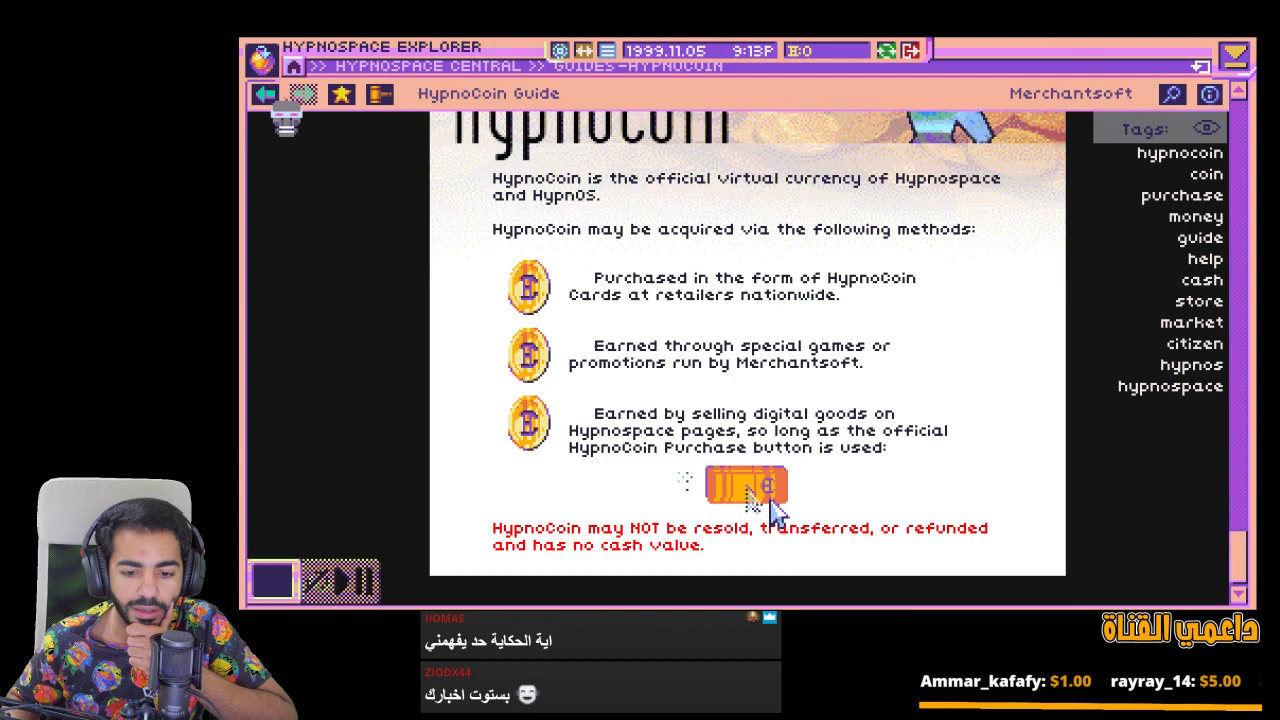 HYPNOSPACE EXPLORER
1999.11.05 9:13P
:0
>> HYPNOSPACE CENTRAL >> GUIDES-HYPNOCOIN
HypnoCoin Guide
Merchantsoft
hypnocoin
HypnoCoin is the official virtual currency of Hypnospace
and HypnOS.
HypnoCoin may be acquired via the following methods:
Purchased in the form of HypnoCoin
Cards at retailers nationwide.
Earned through special games or
promotions run by Merchantsoft.
Earned by selling digital goods on
Hypnospace pages, so long as the official
HypnoCoin Purchase button is used:
HypnoCoin may NOT be resold, transferred, or refunded
and has no cash value.
Tags:
hypnocoin
coin
purchase
money
guide
help
cash
store
market
citizen
hypnos
hypnospace
اية الحكاية حد يفهمني
ZIODX44
بستوت اخبارك
داعمي القناة
Ammar_kafafy: $1.00 rayray_14: $5.00